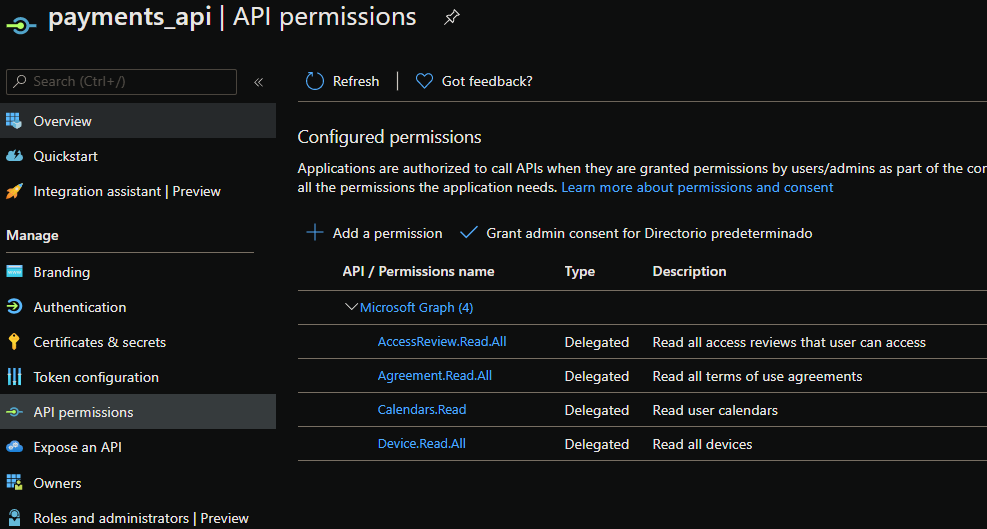 payments_api | API permissions
Search (Ctrl+/)
«
Overview
Quickstart
Integration assistant | Preview
Manage
Branding
Authentication
Certificates & secrets
Token configuration
API permissions
Expose an API
Owners
Roles and administrators | Preview
Refresh | Got feedback?
Configured permissions
Applications are authorized to call APIs when they are granted permissions by users/admins as part of the
all the permissions the application needs. Learn more about permissions and consent
+ Add a permission Grant admin consent for Directorio predeterminado
API / Permissions name Type Description
Microsoft Graph (4)
AccessReview.Read.All Delegated Read all access reviews that user can access
Agreement.Read.All Delegated Read all terms of use agreements
Calendars.Read Delegated Read user calendars
Device.Read.All Delegated Read all devices